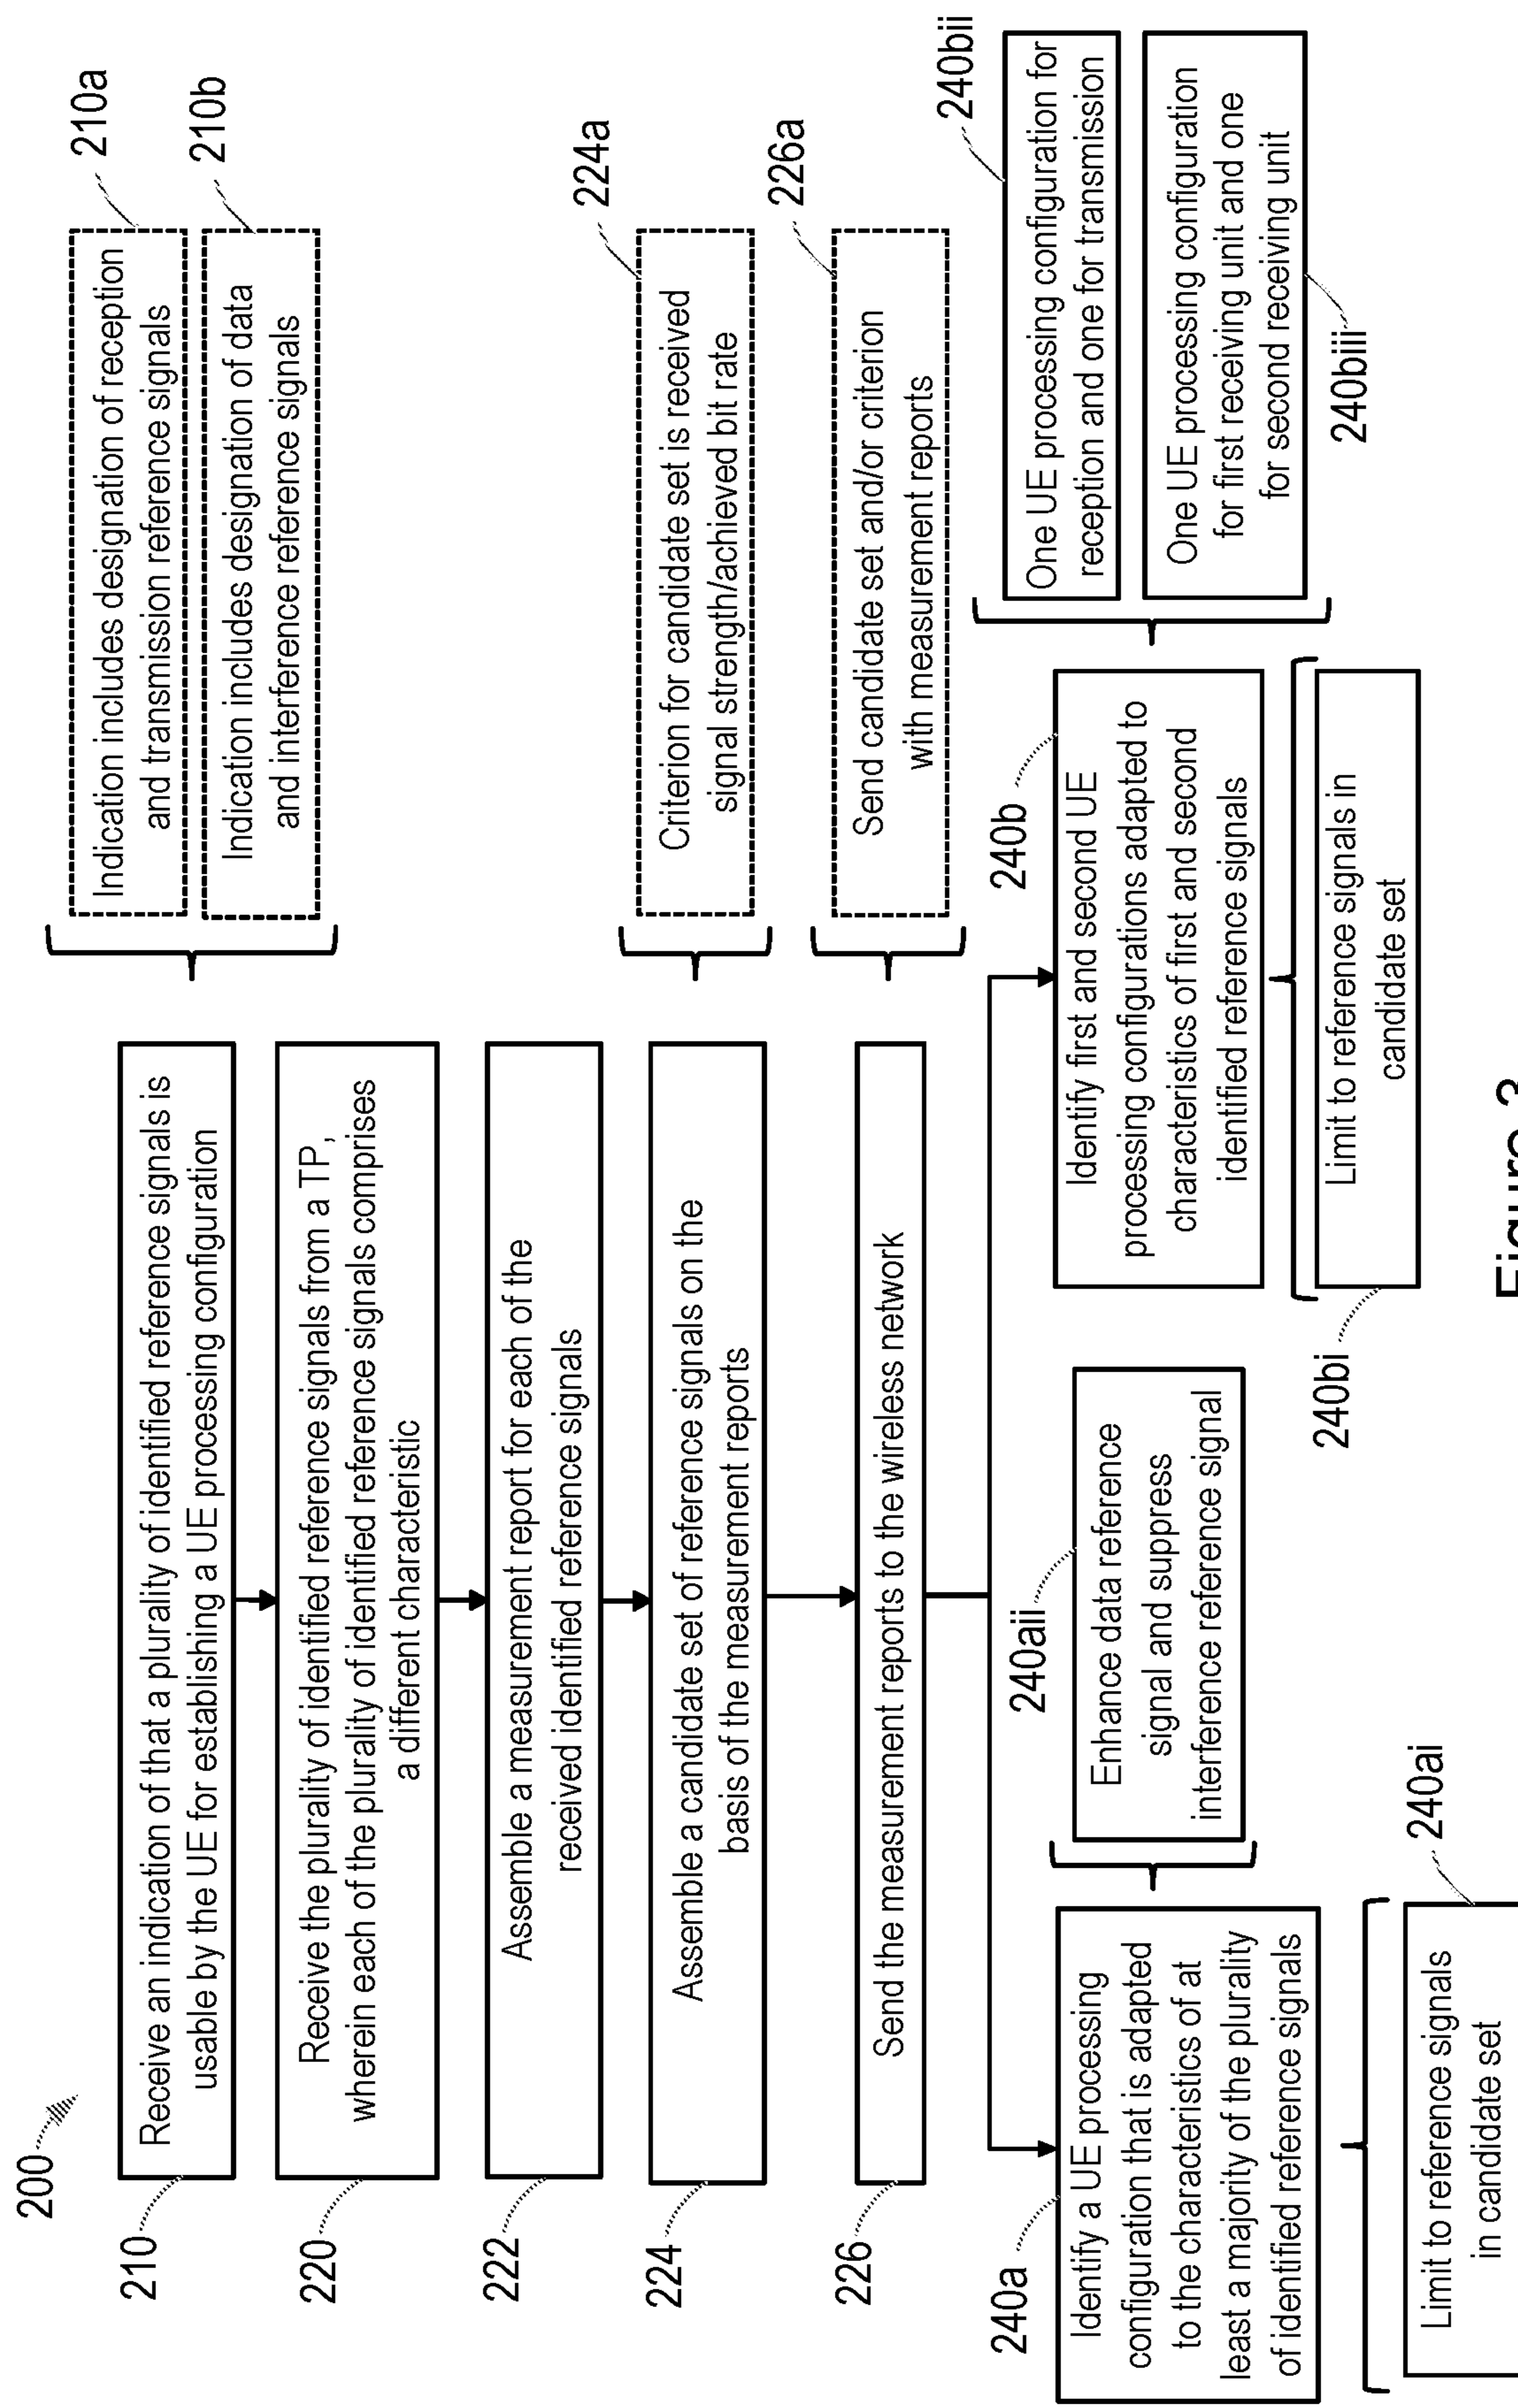 200
210
Receive an indication of that a plurality of identified reference signals is
usable by the UE for establishing a UE processing configuration
Indication includes designation of reception
and transmission reference signals
210a
Indication includes designation of data
and interference reference signals
210b
220
Receive the plurality of identified reference signals from a TP,
wherein each of the plurality of identified reference signals comprises
a different characteristic
222
Assemble a measurement report for each of the
received identified reference signals
224
Assemble a candidate set of reference signals on the
basis of the measurement reports
Criterion for candidate set is received
signal strength/achieved bit rate
224a
226
Send the measurement reports to the wireless network
Send candidate set and/or criterion
with measurement reports
226a
240a
Identify a UE processing
configuration that is adapted
to the characteristics of at
least a majority of the plurality
of identified reference signals
240aii
Enhance data reference
signal and suppress
interference reference signal
240b
Identify first and second UE
processing configurations adapted to
characteristics of first and second
identified reference signals
240bii
One UE processing configuration for
reception and one for transmission
One UE processing configuration
for first receiving unit and one
for second receiving unit
240biii
Limit to reference signals
in candidate set
240ai
240bi
Limit to reference signals in
candidate set
Figure 3